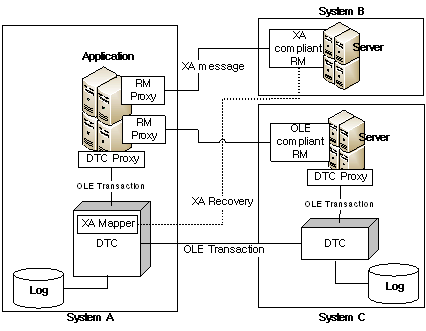 System B
XA
compliant
RM
Server
Application
RM
Proxy
XA message
RM
Proxy
OLE
compliant
RM
Server
DTC Proxy
DTC Proxy
OLE Transaction
XA Recovery
OLE Transaction
XA Mapper
DTC
OLE Transaction
DTC
Log
Log
System A
System C